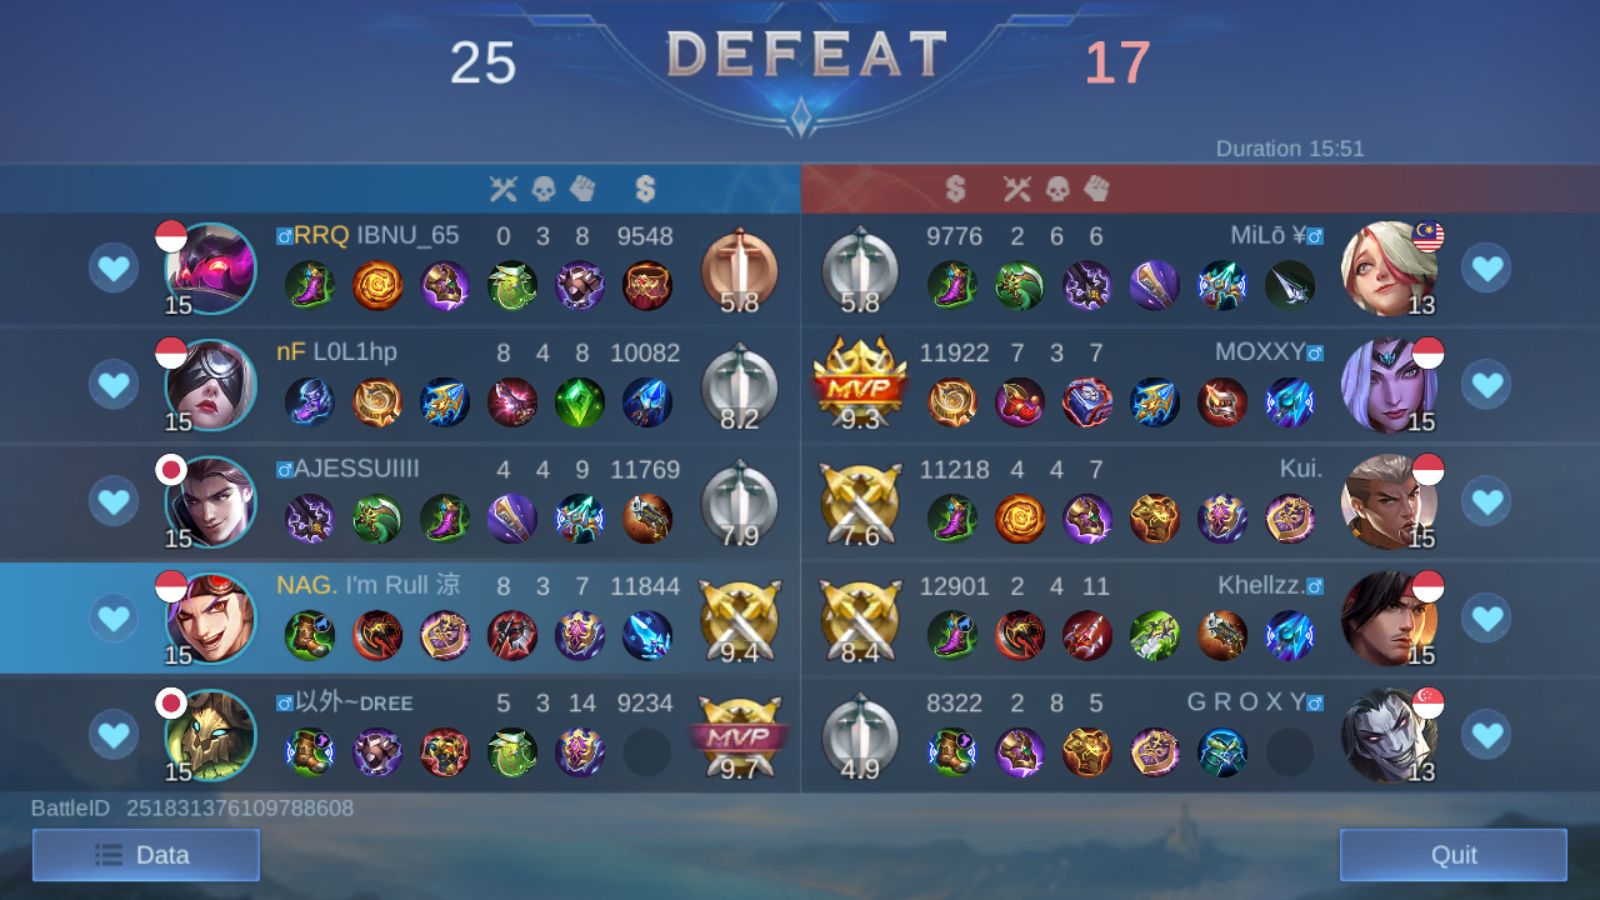 25 DEFEAT 17
Duration 15:51
RRQ IBNU_65 0 3 8 9548 5.8
15
5.8 9776 2 6 6 MiLō ¥
13
nF L0L1hp 8 4 8 10082 8.2
15
MVP 9.3 11922 7 3 7 MOXXY
15
AJESSUIIII 4 4 9 11769 7.9
15
7.6 11218 4 4 7 Kui.
15
NAG. I'm Rull 涼 8 3 7 11844 9.4
15
8.4 12901 2 4 11 Khellzz.
15
以外~DREE 5 3 14 9234 MVP 9.7
15
4.9 8322 2 8 5 G R O X Y
13
BattleID 251831376109788608
Data
Quit